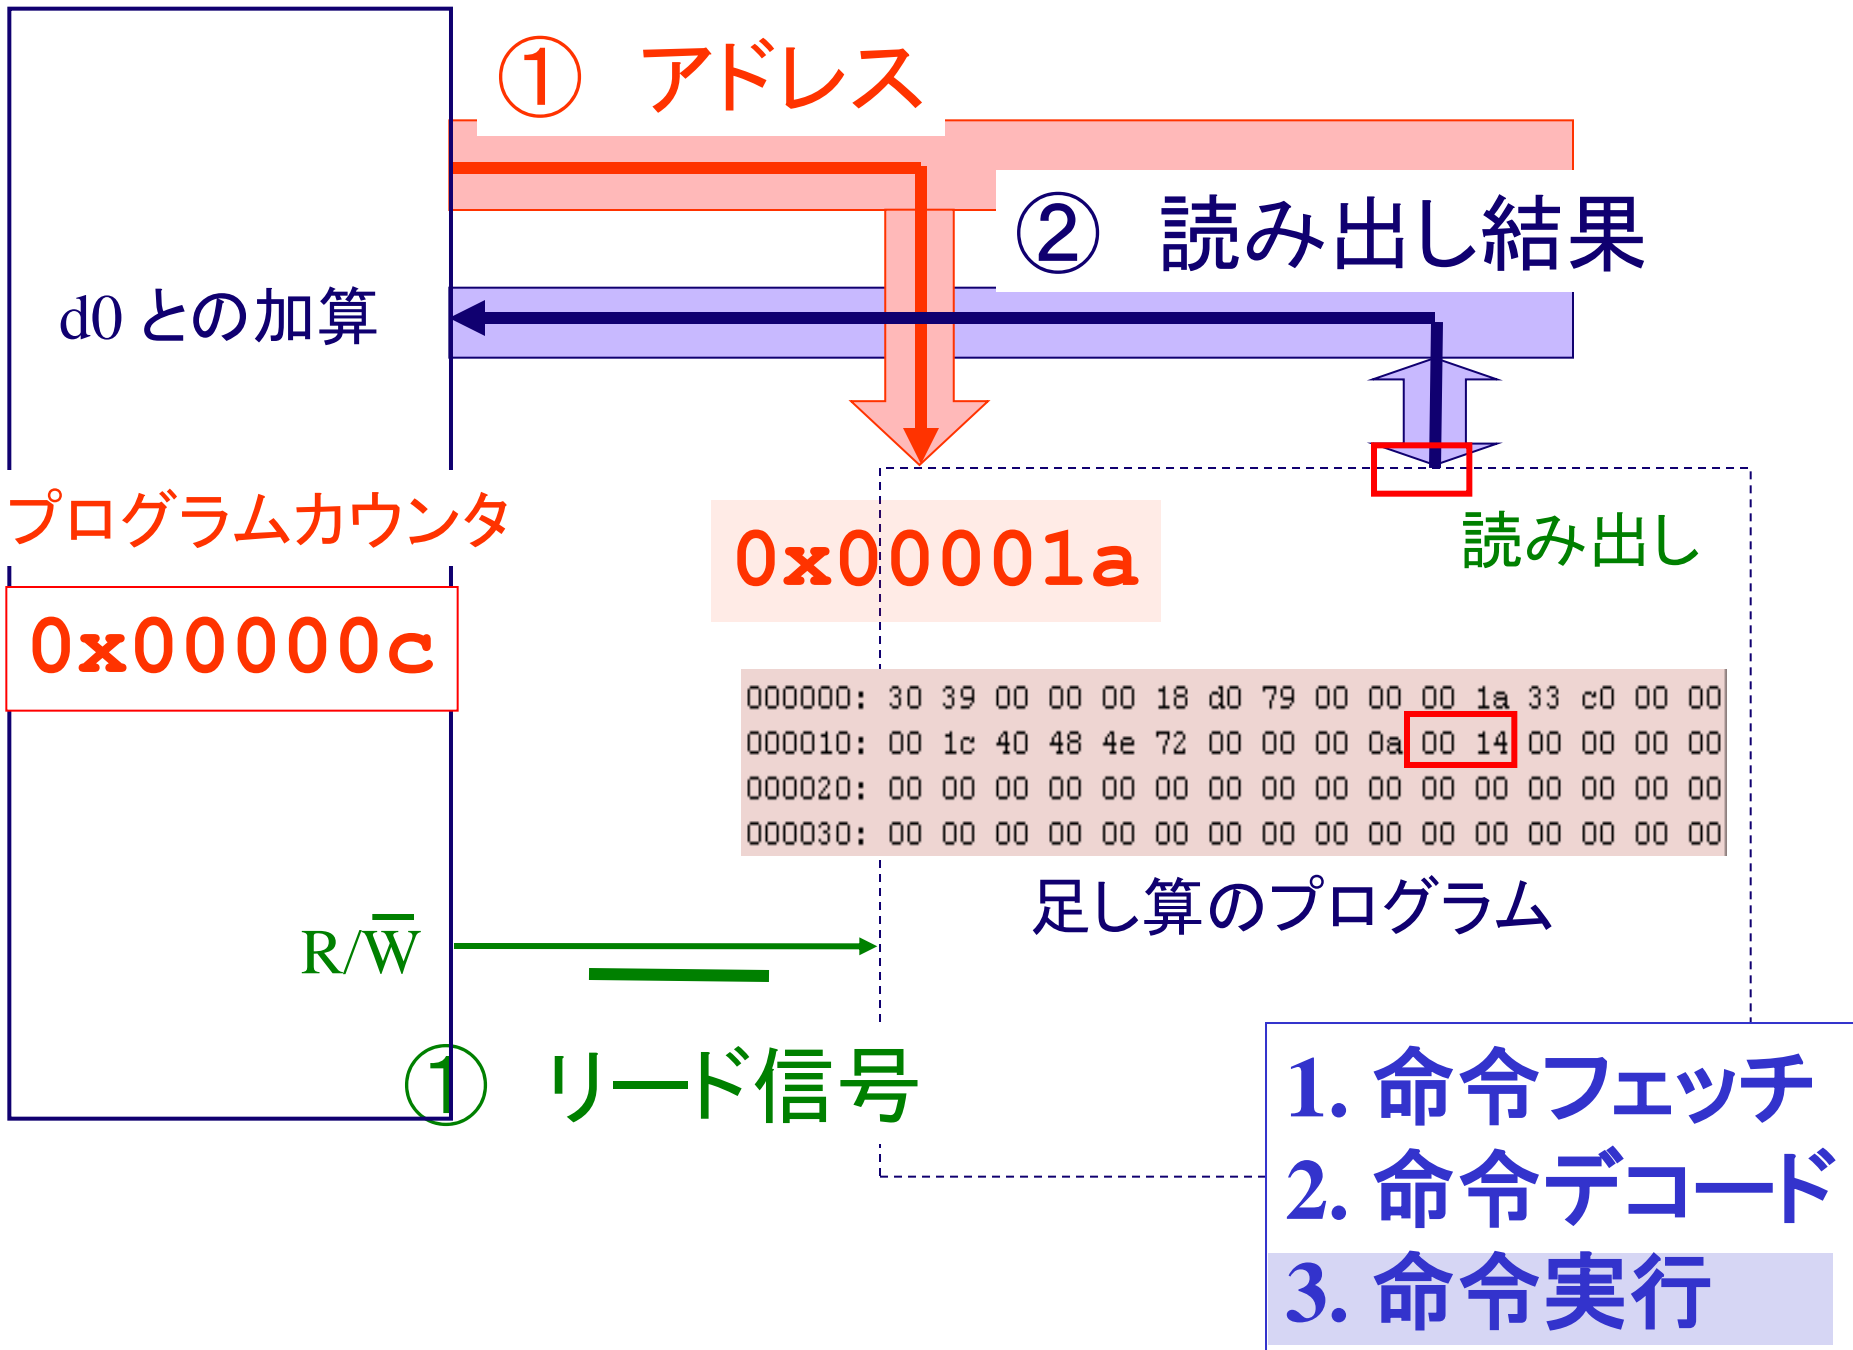 ① アドレス
② 読み出し結果
d0 との加算
プログラムカウンタ
0x00001a
読み出し
0x00000c
000000: 30 39 00 00 00 18 d0 79 00 00 00 1a 33 c0 00 00
000010: 00 1c 40 48 4e 72 00 00 00 0a 00 14 00 00 00 00
000020: 00 00 00 00 00 00 00 00 00 00 00 00 00 00 00 00
000030: 00 00 00 00 00 00 00 00 00 00 00 00 00 00 00 00
足し算のプログラム
R/W̅
① リード信号
1. 命令フェッチ
2. 命令デコード
3. 命令実行